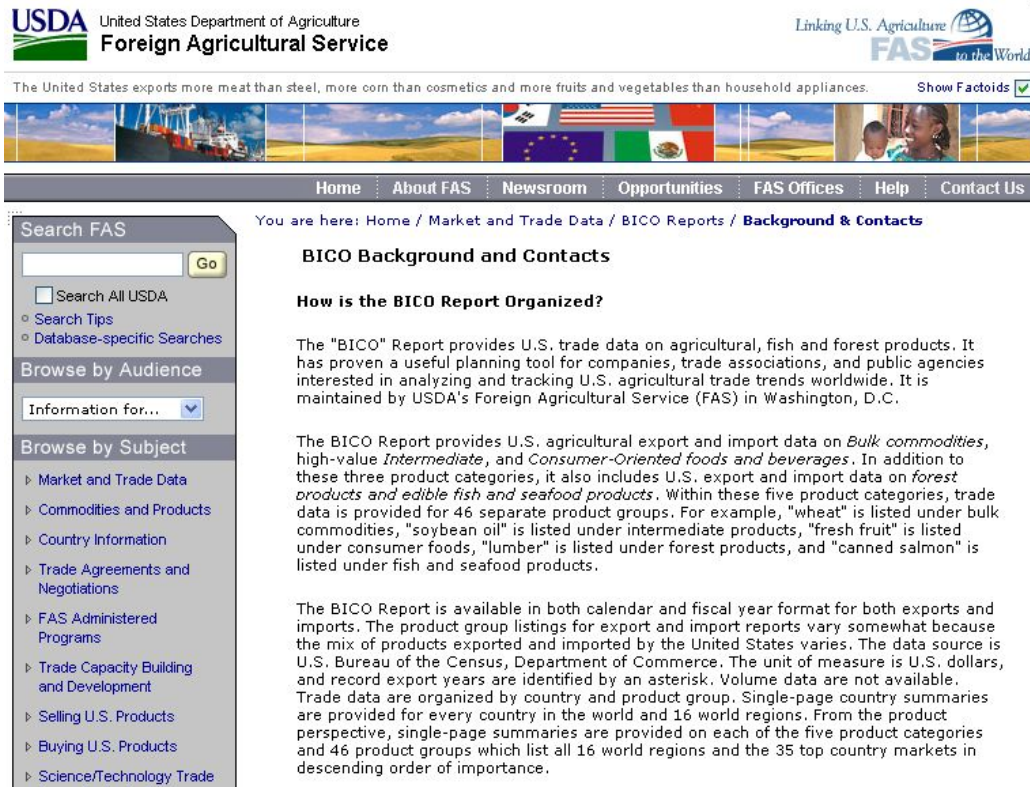 USDA United States Department of Agriculture
Foreign Agricultural Service
Linking U.S. Agriculture
FAS to the World
The United States exports more meat than steel, more corn than cosmetics and more fruits and vegetables than household appliances. Show Factoids
Home About FAS Newsroom Opportunities FAS Offices Help Contact Us
Search FAS
Go
Search All USDA
Search Tips
Database-specific Searches
Browse by Audience
Information for...
Browse by Subject
Market and Trade Data
Commodities and Products
Country Information
Trade Agreements and
Negotiations
FAS Administered
Programs
Trade Capacity Building
and Development
Selling U.S. Products
Buying U.S. Products
Science/Technology Trade
You are here: Home / Market and Trade Data / BICO Reports / Background & Contacts
BICO Background and Contacts
How is the BICO Report Organized?
The "BICO" Report provides U.S. trade data on agricultural, fish and forest products. It
has proven a useful planning tool for companies, trade associations, and public agencies
interested in analyzing and tracking U.S. agricultural trade trends worldwide. It is
maintained by USDA's Foreign Agricultural Service (FAS) in Washington, D.C.
The BICO Report provides U.S. agricultural export and import data on Bulk commodities,
high-value Intermediate, and Consumer-Oriented foods and beverages. In addition to
these three product categories, it also includes U.S. export and import data on forest
products and edible fish and seafood products. Within these five product categories, trade
data is provided for 46 separate product groups. For example, "wheat" is listed under bulk
commodities, "soybean oil" is listed under intermediate products, "fresh fruit" is listed
under consumer foods, "lumber" is listed under forest products, and "canned salmon" is
listed under fish and seafood products.
The BICO Report is available in both calendar and fiscal year format for both exports and
imports. The product group listings for export and import reports vary somewhat because
the mix of products exported and imported by the United States varies. The data source is
U.S. Bureau of the Census, Department of Commerce. The unit of measure is U.S. dollars,
and record export years are identified by an asterisk. Volume data are not available.
Trade data are organized by country and product group. Single-page country summaries
are provided for every country in the world and 16 world regions. From the product
perspective, single-page summaries are provided on each of the five product categories
and 46 product groups which list all 16 world regions and the 35 top country markets in
descending order of importance.